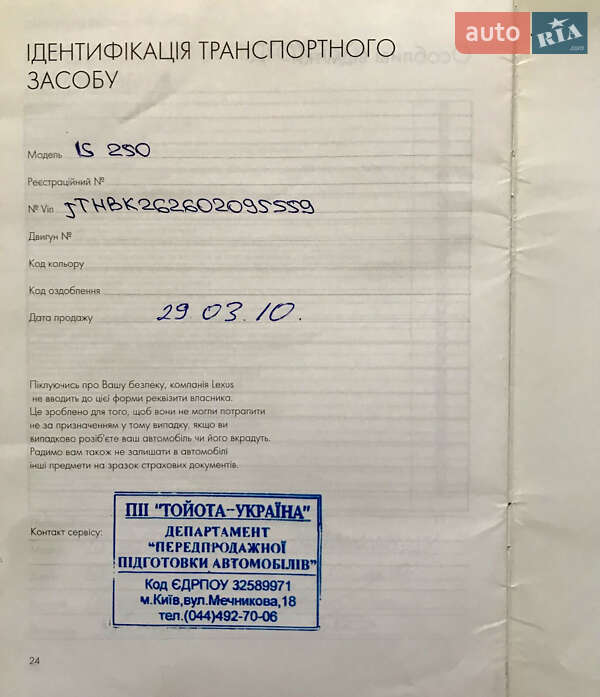 auto RIA .com
ІДЕНТИФІКАЦІЯ ТРАНСПОРТНОГО
ЗАСОБУ
Модель IS 250
Реєстраційний №
№ Vin JTHBK262602095559
Двигун №
Код кольору
Код оздоблення
Дата продажу 29.03.10.
Піклуючись про Вашу безпеку, компанія Lexus
не вводить до цієї форми реквізити власника.
Це зроблено для того, щоб вони не могли потрапити
не за призначенням у тому випадку, якщо ви
випадково розіб'єте ваш автомобіль чи його вкрадуть.
Радимо вам також не залишати в автомобілі
інші предмети на зразок страхових документів.
Контакт сервісу:
ПІІ "ТОЙОТА-УКРАЇНА"
ДЕПАРТАМЕНТ
"ПЕРЕДПРОДАЖНОЇ
ПІДГОТОВКИ АВТОМОБІЛІВ"
Код ЄДРПОУ 32589971
м.Київ,вул.Мечникова,18
тел.(044)492-70-06
24